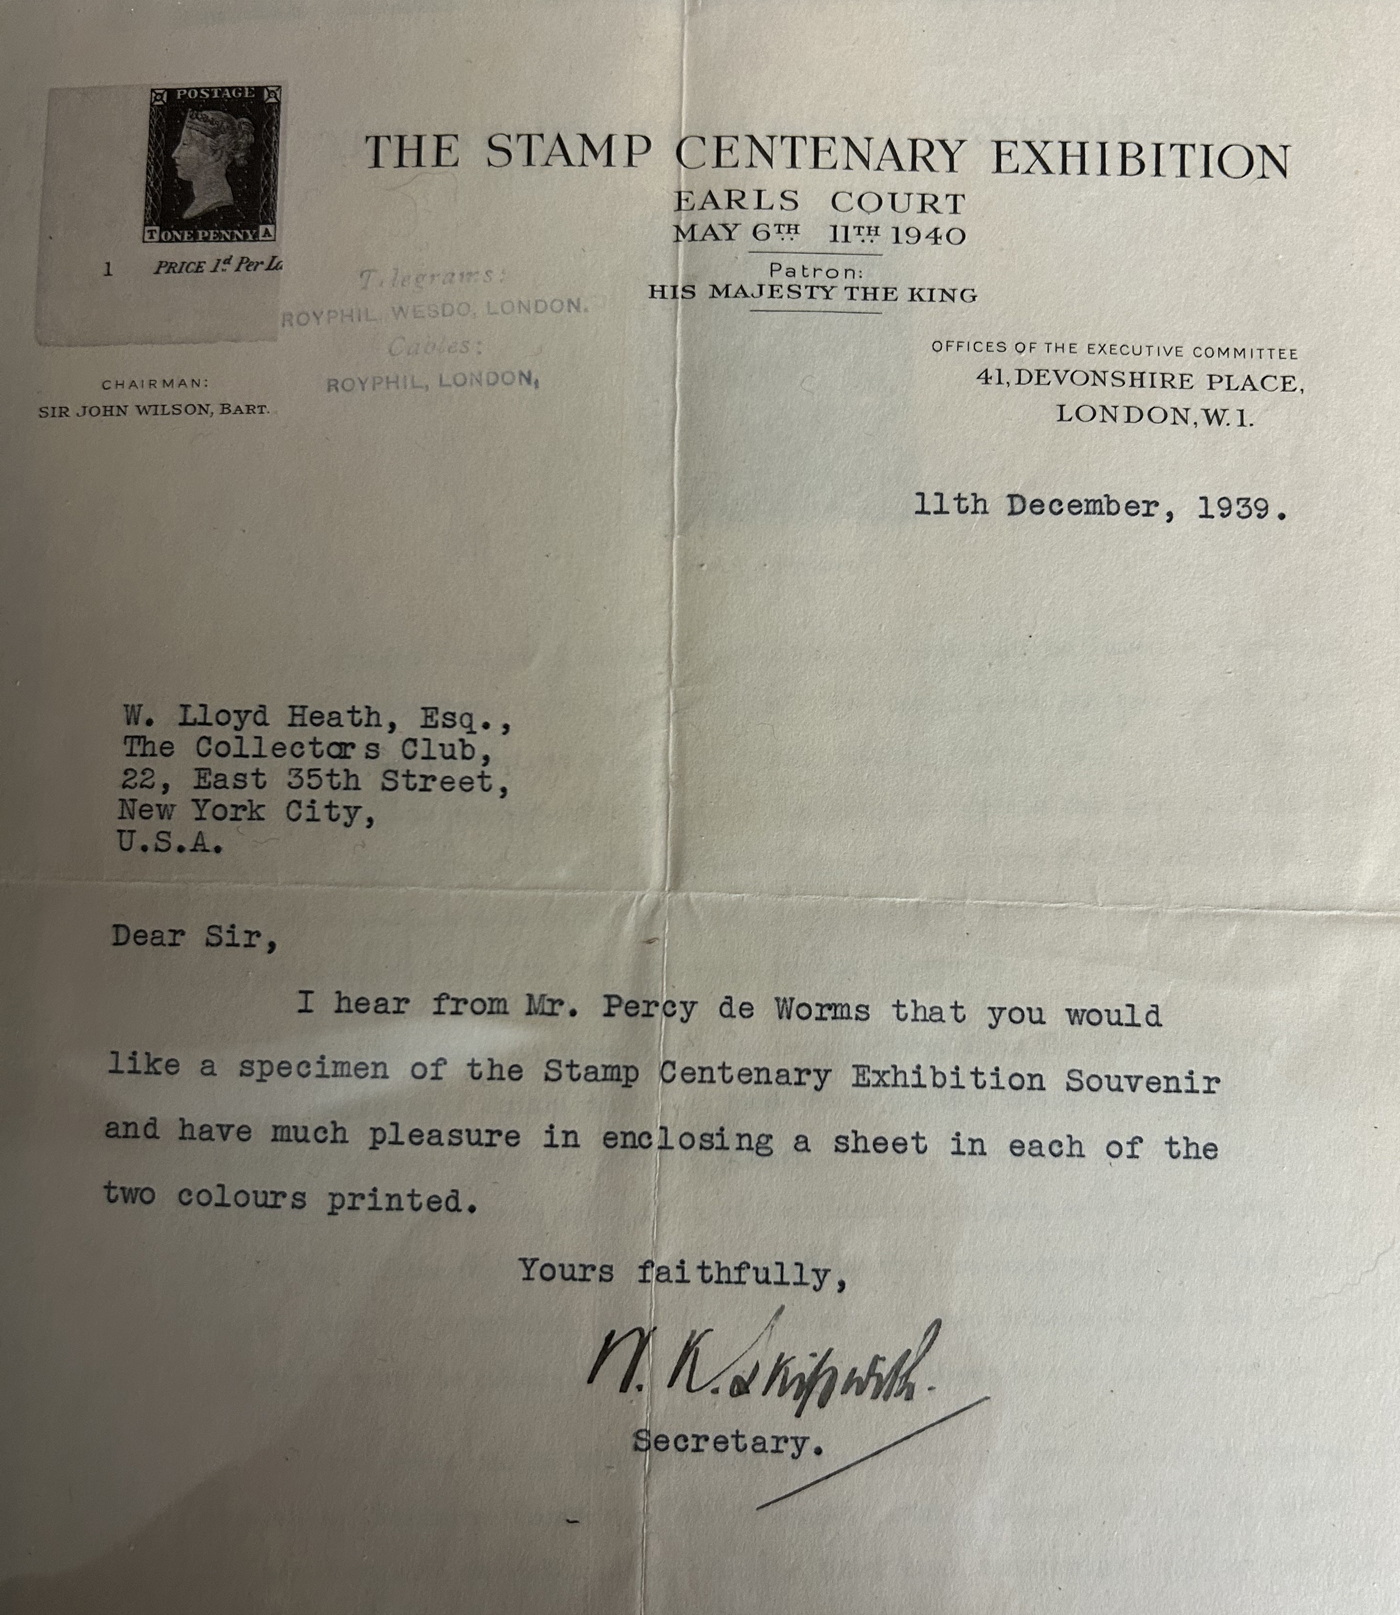 POSTAGE
T ONE PENNY A
1 PRICE 1d Per La
THE STAMP CENTENARY EXHIBITION
EARLS COURT
MAY 6TH 11TH 1940
Patron:
HIS MAJESTY THE KING
Telegrams:
ROYPHIL, WESDO, LONDON.
Cables:
ROYPHIL, LONDON,
CHAIRMAN:
SIR JOHN WILSON, BART.
OFFICES OF THE EXECUTIVE COMMITTEE
41, DEVONSHIRE PLACE,
LONDON, W. 1.
11th December, 1939.
W. Lloyd Heath, Esq.,
The Collectors Club,
22, East 35th Street,
New York City,
U.S.A.
Dear Sir,
I hear from Mr. Percy de Worms that you would
like a specimen of the Stamp Centenary Exhibition Souvenir
and have much pleasure in enclosing a sheet in each of the
two colours printed.
Yours faithfully,
N. K. Skipwith.
Secretary.